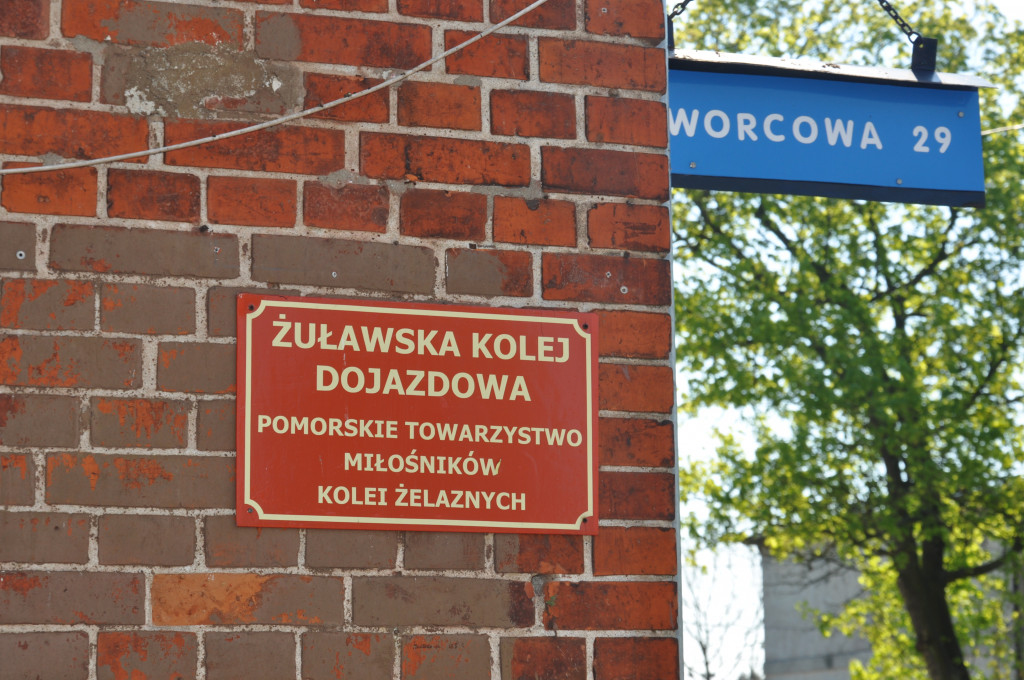 WORCOWA 29
ŻUŁAWSKA KOLEJ
DOJAZDOWA
POMORSKIE TOWARZYSTWO
MIŁOŚNIKÓW
KOLEI ŻELAZNYCH